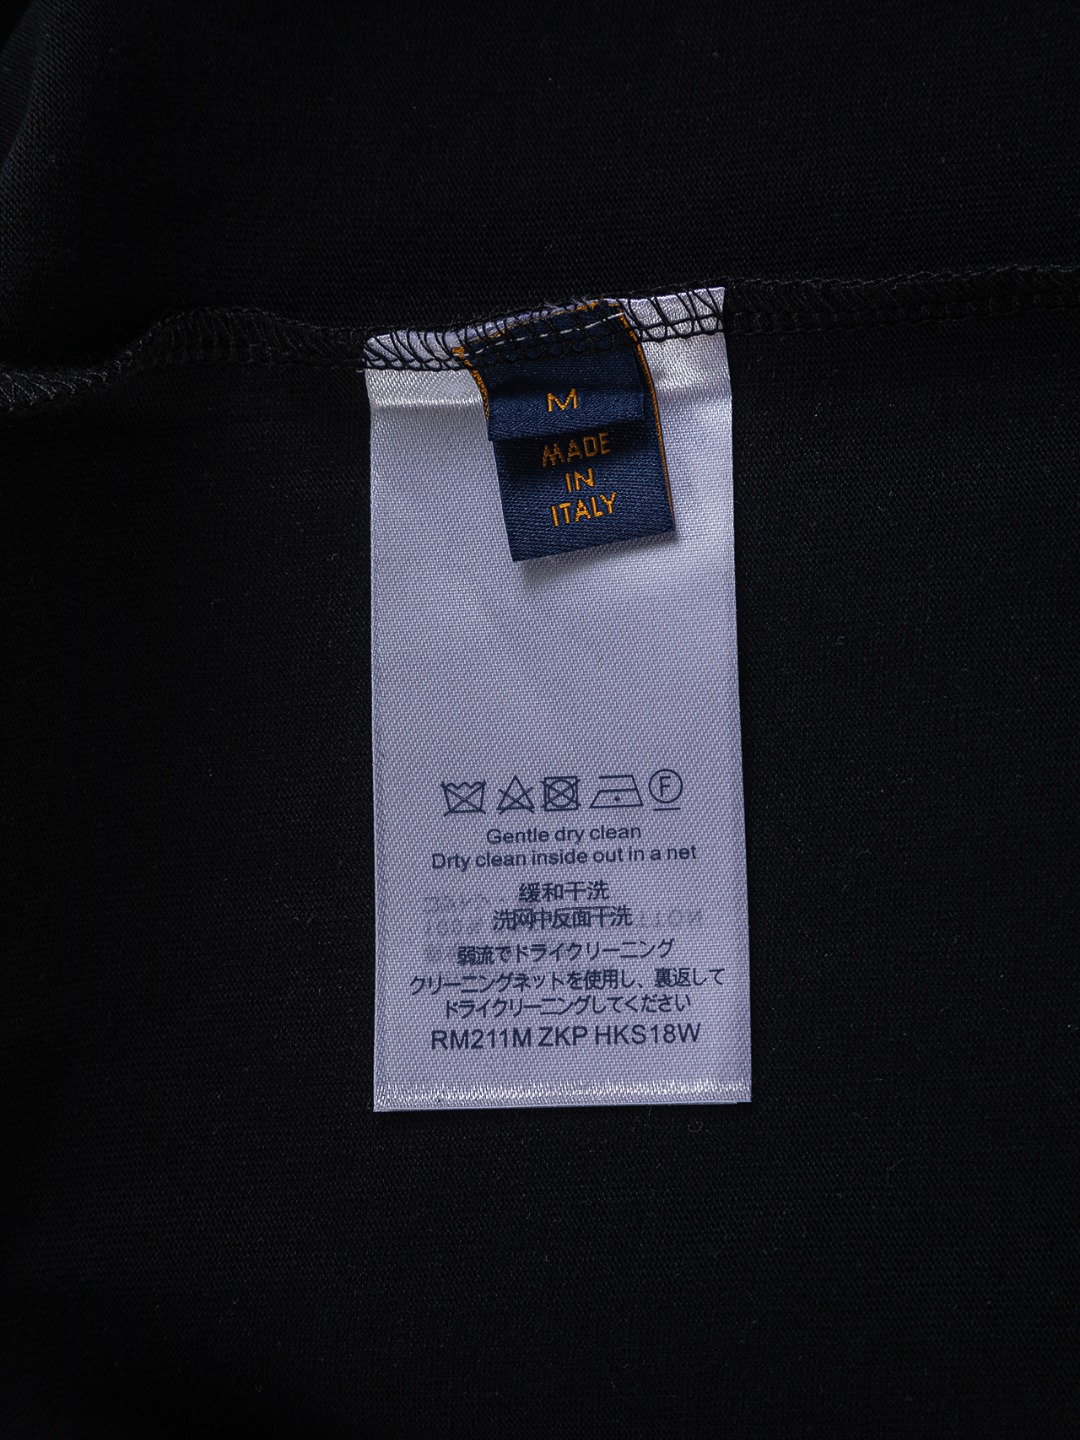 M
MADE
IN
ITALY
F
Gentle dry clean
Drty clean inside out in a net
缓和干洗
洗网中反面干洗
弱流でドライクリーニング
クリーニングネットを使用し、裏返して
ドライクリーニングしてください
RM211M ZKP HKS18W